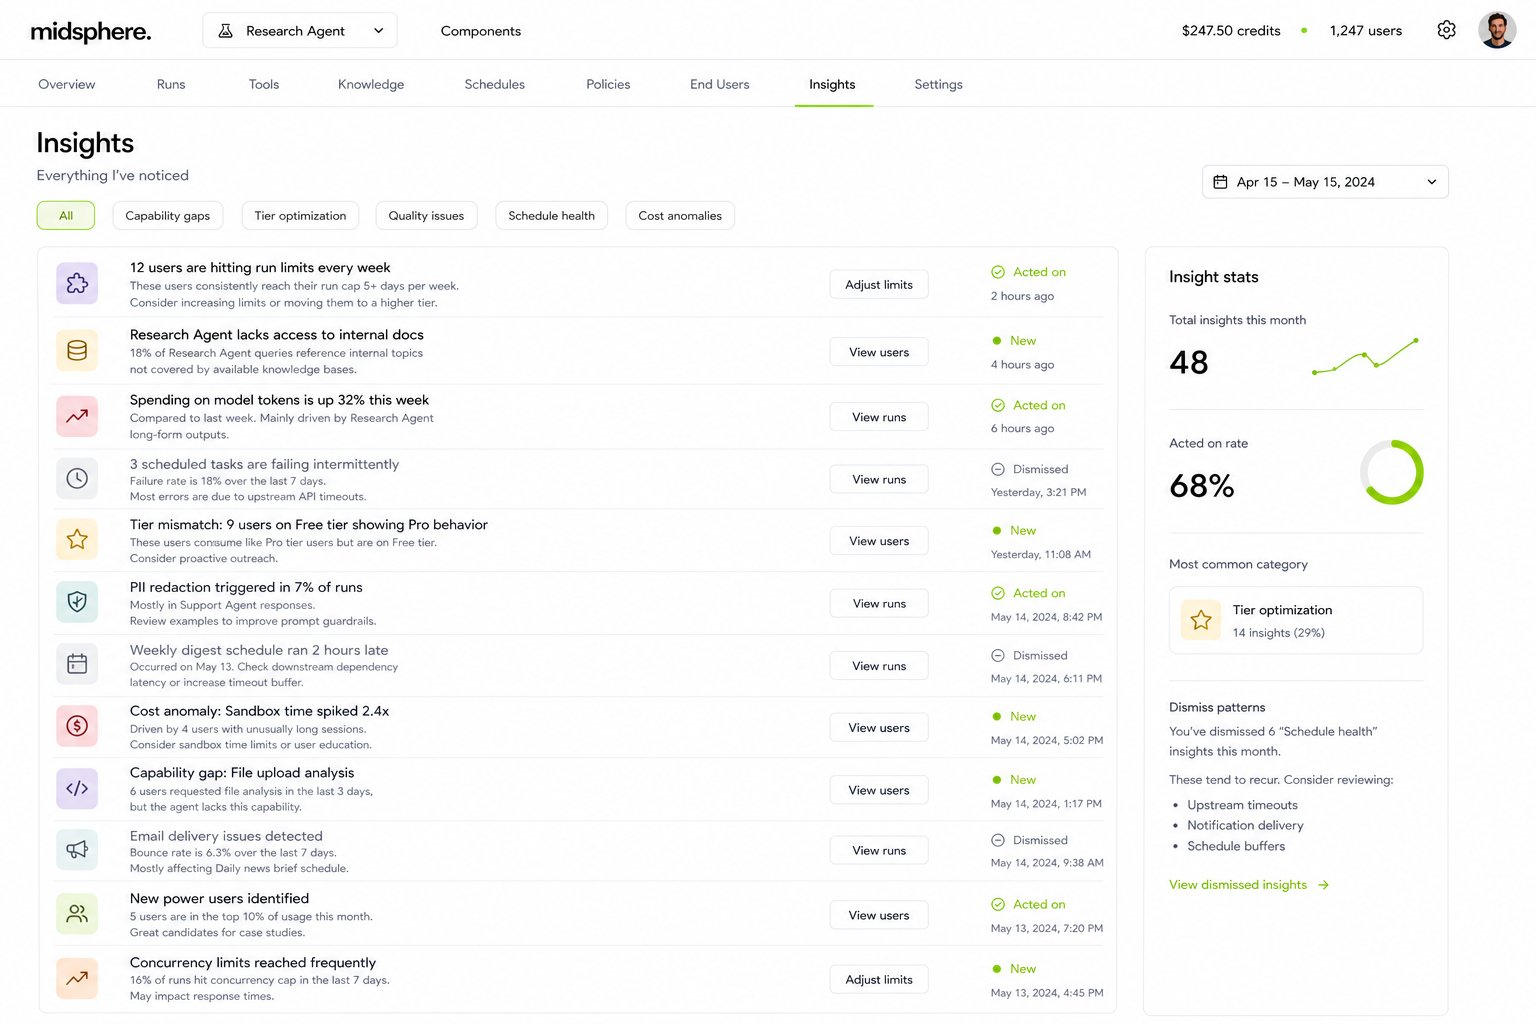 midsphere.
Research Agent
Components
$247.50 credits
1,247 users
Overview
Runs
Tools
Knowledge
Schedules
Policies
End Users
Insights
Settings
Insights
Everything I've noticed
Apr 15 – May 15, 2024
All
Capability gaps
Tier optimization
Quality issues
Schedule health
Cost anomalies
12 users are hitting run limits every week
These users consistently reach their run cap 5+ days per week.
Consider increasing limits or moving them to a higher tier.
Adjust limits
Acted on
2 hours ago
Research Agent lacks access to internal docs
18% of Research Agent queries reference internal topics
not covered by available knowledge bases.
View users
New
4 hours ago
Spending on model tokens is up 32% this week
Compared to last week. Mainly driven by Research Agent
long-form outputs.
View runs
Acted on
6 hours ago
3 scheduled tasks are failing intermittently
Failure rate is 18% over the last 7 days.
Most errors are due to upstream API timeouts.
View runs
Dismissed
Yesterday, 3:21 PM
Tier mismatch: 9 users on Free tier showing Pro behavior
These users consume like Pro tier users but are on Free tier.
Consider proactive outreach.
View users
New
Yesterday, 11:08 AM
PII redaction triggered in 7% of runs
Mostly in Support Agent responses.
Review examples to improve prompt guardrails.
View runs
Acted on
May 14, 2024, 8:42 PM
Weekly digest schedule ran 2 hours late
Occurred on May 13. Check downstream dependency
latency or increase timeout buffer.
View runs
Dismissed
May 14, 2024, 6:11 PM
Cost anomaly: Sandbox time spiked 2.4x
Driven by 4 users with unusually long sessions.
Consider sandbox time limits or user education.
View users
New
May 14, 2024, 5:02 PM
Capability gap: File upload analysis
6 users requested file analysis in the last 3 days,
but the agent lacks this capability.
View users
New
May 14, 2024, 1:17 PM
Email delivery issues detected
Bounce rate is 6.3% over the last 7 days.
Mostly affecting Daily news brief schedule.
View runs
Dismissed
May 14, 2024, 9:38 AM
New power users identified
5 users are in the top 10% of usage this month.
Great candidates for case studies.
View users
Acted on
May 13, 2024, 7:20 PM
Concurrency limits reached frequently
16% of runs hit concurrency cap in the last 7 days.
May impact response times.
Adjust limits
New
May 13, 2024, 4:45 PM
Insight stats
Total insights this month
48
Acted on rate
68%
Most common category
Tier optimization
14 insights (29%)
Dismiss patterns
You've dismissed 6 “Schedule health”
insights this month.
These tend to recur. Consider reviewing:
• Upstream timeouts
• Notification delivery
• Schedule buffers
View dismissed insights →